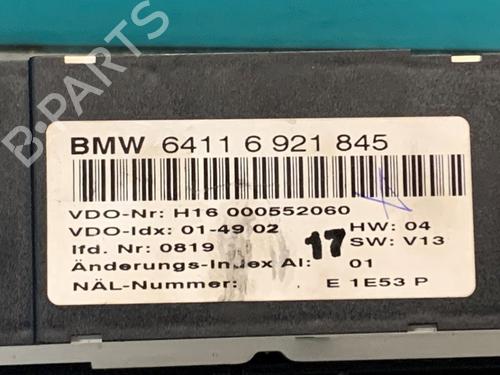 B-PARTS
BMW 6411 6 921 845
VDO-Nr: H16 000552060
VDO-Idx: 01-49 02 HW: 04
lfd. Nr: 0819 17 SW: V13
Änderungs-Index AI: 01
NÄL-Nummer: E 1E53 P